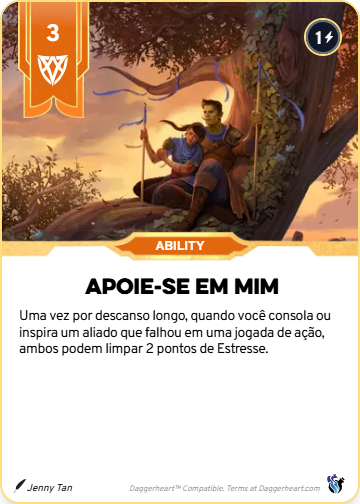 3
1
ABILITY
APOIE-SE EM MIM
Uma vez por descanso longo, quando você consola ou
inspira um aliado que falhou em uma jogada de ação,
ambos podem limpar 2 pontos de Estresse.
Jenny Tan
Daggerheart™ Compatible. Terms at Daggerheart.com